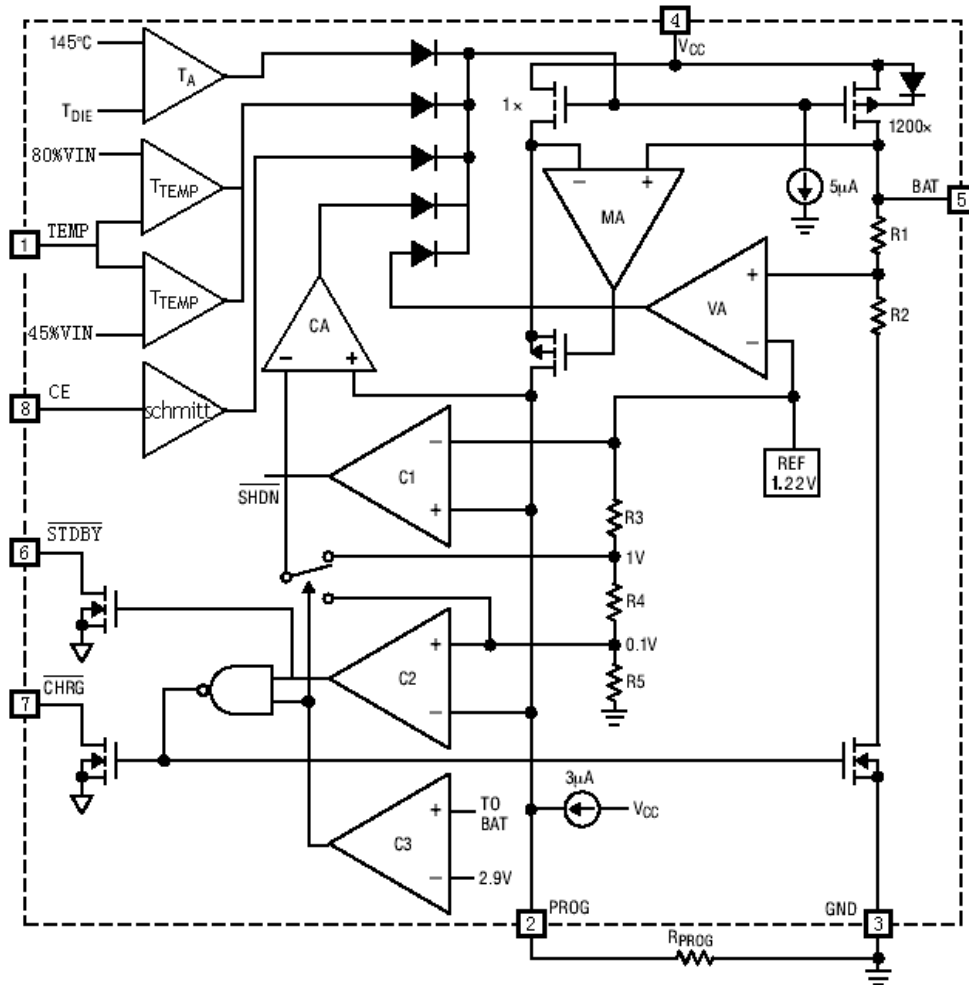 4
VCC
145°C
TA
TDIE
1×
1200×
80%VIN
TTEMP
5μA
BAT
5
−
+
MA
1
TEMP
R1
TTEMP
+
VA
R2
CA
45%VIN
−
+
−
8
CE
schmitt
REF
1.22V
−
C1
+
SHDN
R3
6
STDBY
1V
R4
+
0.1V
C2
R5
7
CHRG
−
3μA
VCC
+
TO
BAT
C3
−
2.9V
2
PROG
GND
3
RPROG